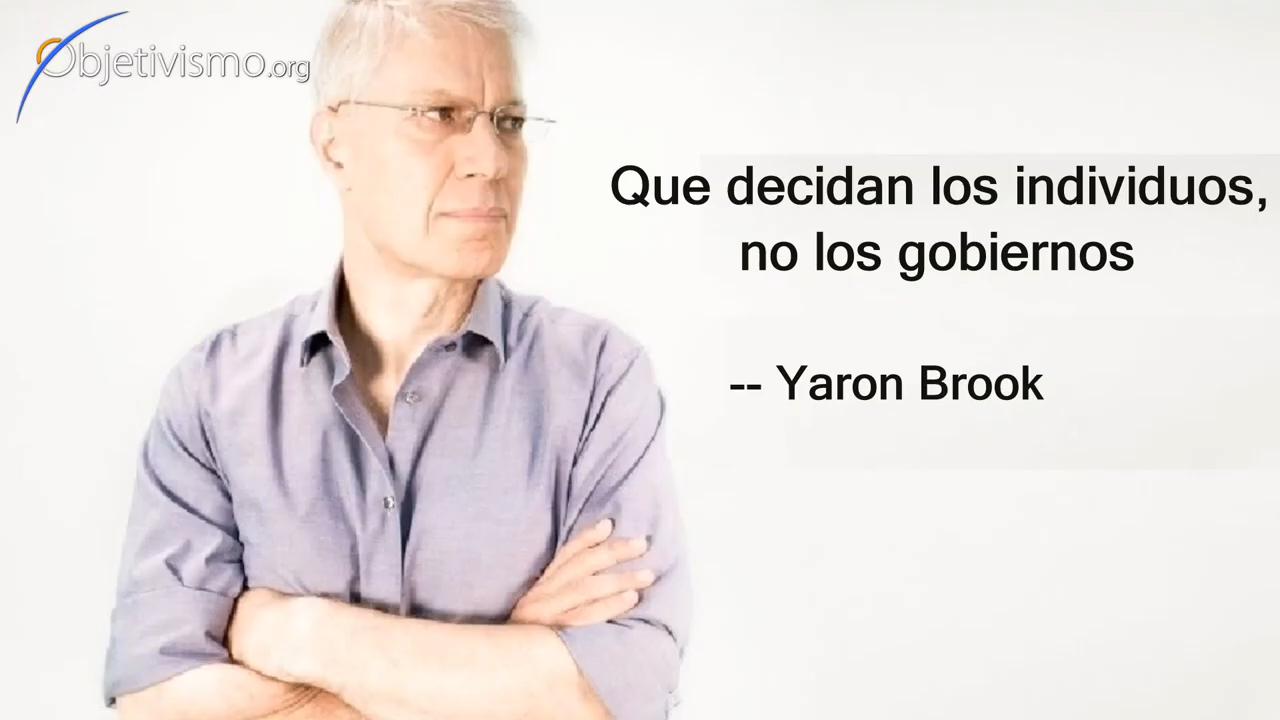 Objetivismo.org
Que decidan los individuos,
no los gobiernos
-- Yaron Brook